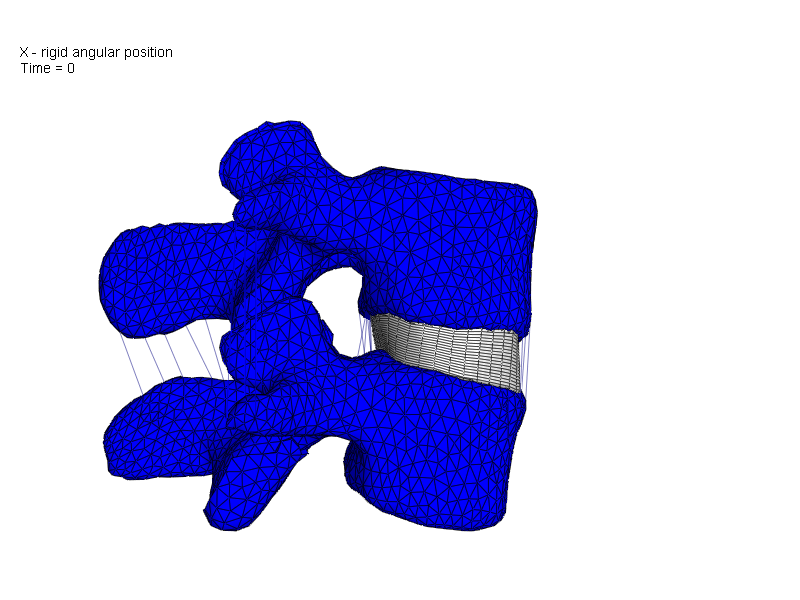 X - rigid angular position
Time = 0